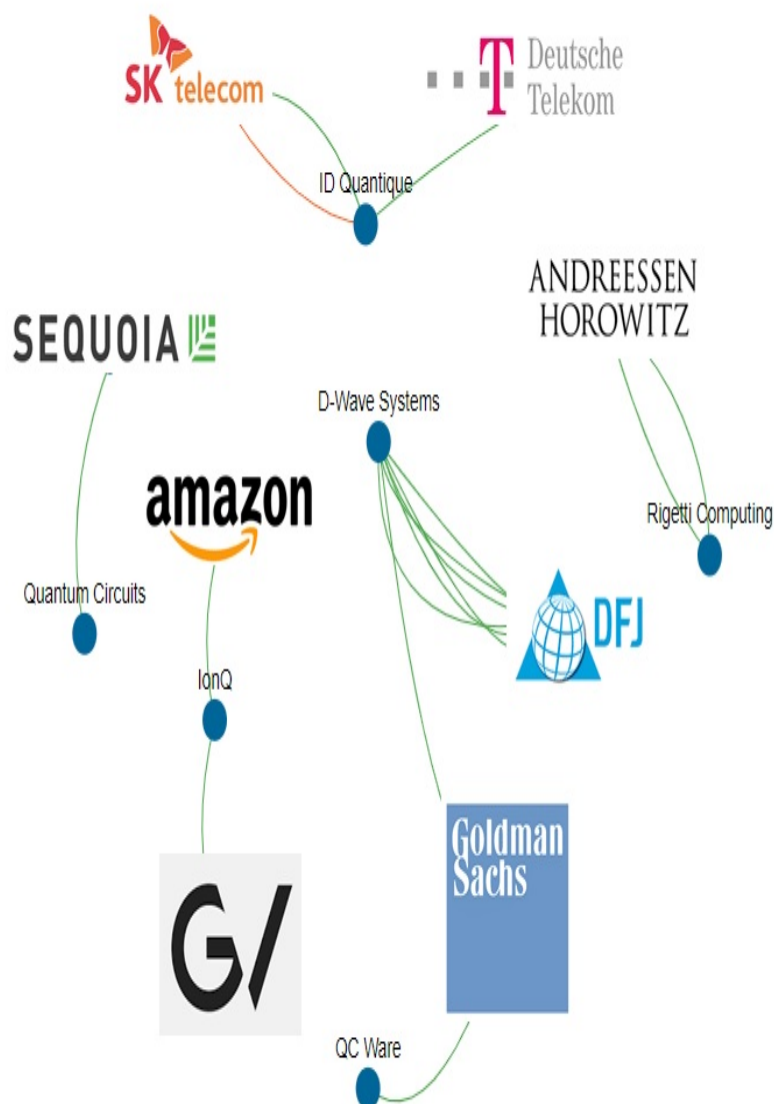 SK telecom
Deutsche
Telekom
T
ID Quantique
ANDREESSEN
HOROWITZ
SEQUOIA
D-Wave Systems
amazon
Rigetti Computing
Quantum Circuits
DFJ
IonQ
Goldman
Sachs
GV
QC Ware